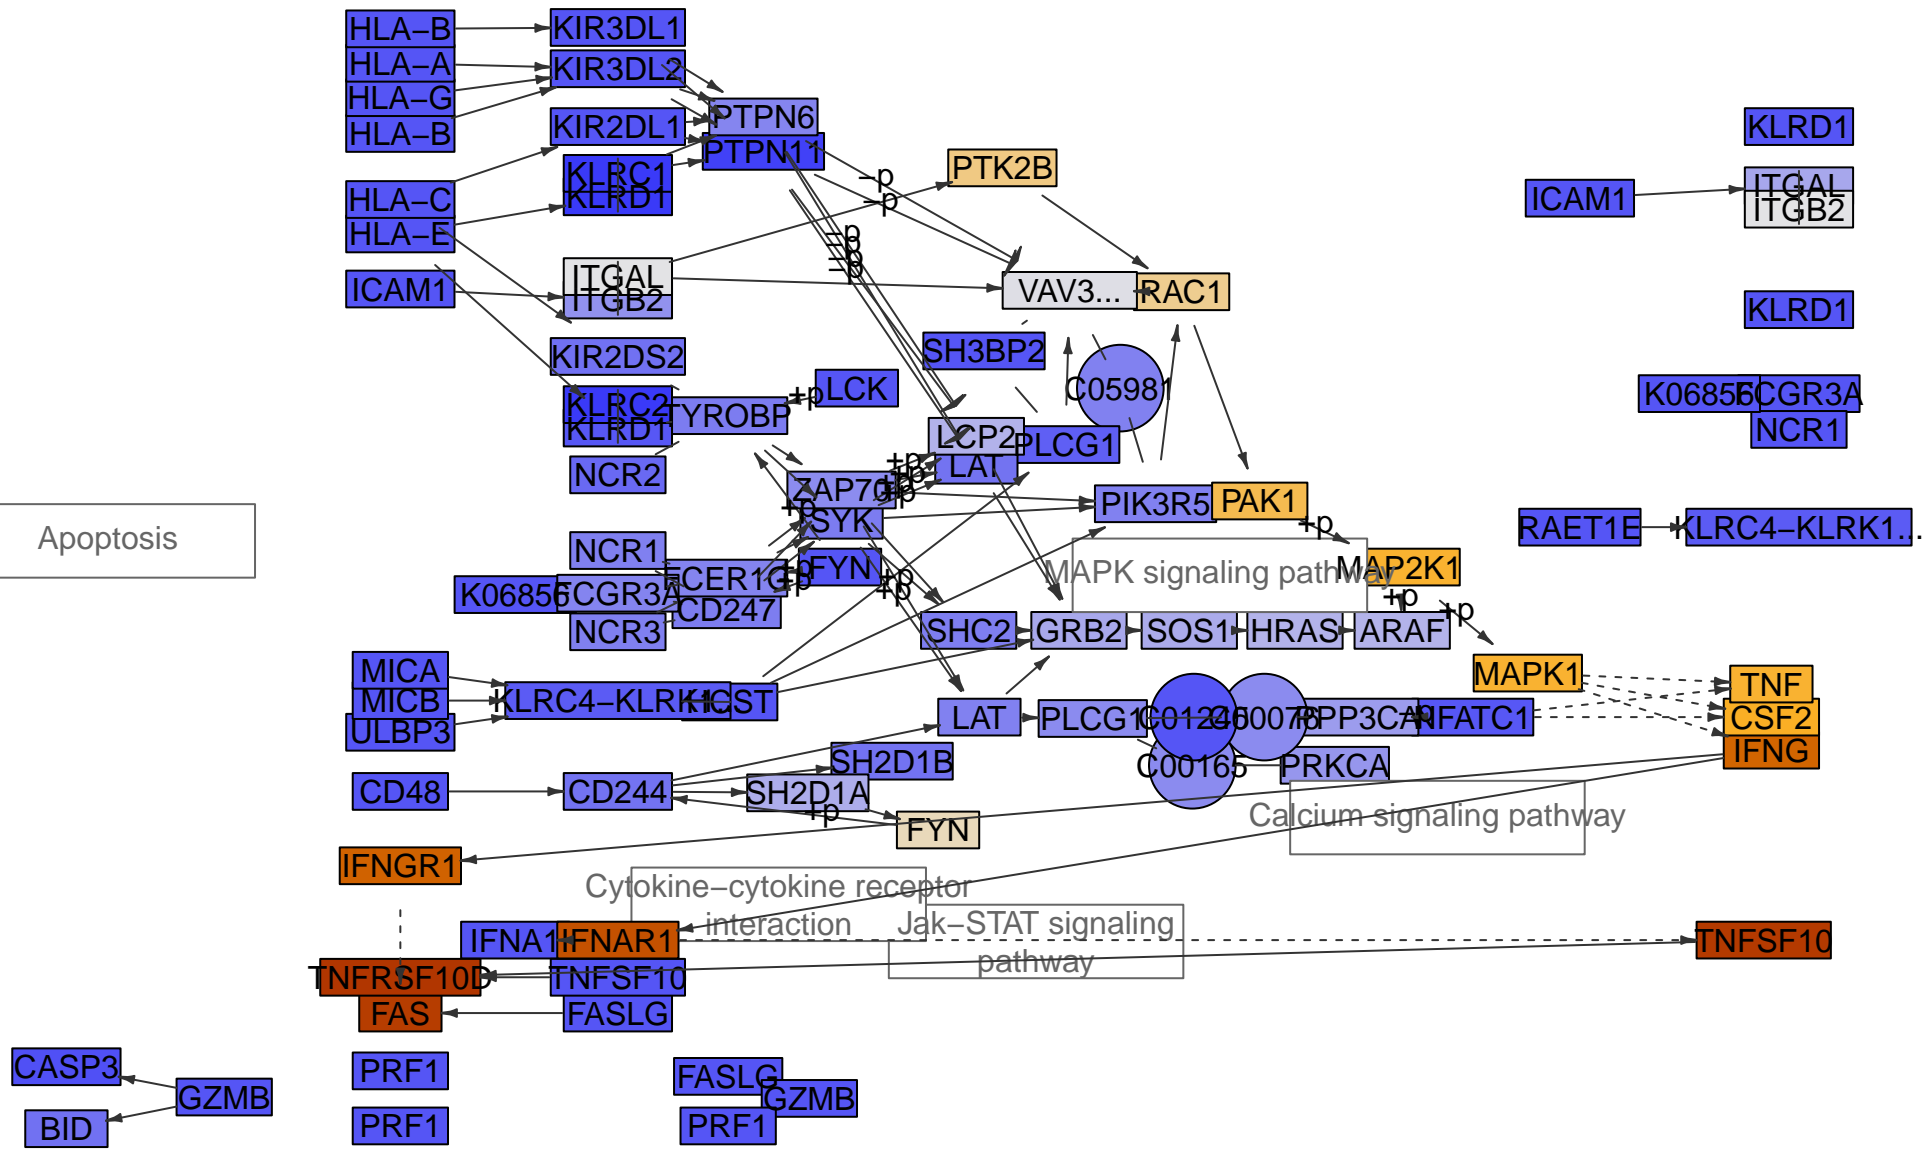 HLA−B
KIR3DL1
HLA−A
KIR3DL2
HLA−G
HLA−B
KIR2DL1
PTPN6
PTPN11
KLRC1
KLRD1
HLA−C
HLA−E
ICAM1
ITGAL
ITGB2
PTK2B
−p
−p
−p
−p
−p
−p
VAV3...
RAC1
KLRD1
ICAM1
ITGAL
ITGB2
KLRD1
K06856
FCGR3A
NCR1
RAET1E
KLRC4−KLRK1...
KIR2DS2
KLRC2
KLRD1
TYROBP
+p
LCK
NCR2
SH3BP2
C05981
LCP2
PLCG1
LAT
ZAP70
SYK
+p
+p
+p
+p
PIK3R5
PAK1
+p
Apoptosis
NCR1
K06856
FCGR3A
FCER1G
CD247
NCR3
+p
FYN
+p
+p
MAPK signaling pathway
MAP2K1
+p
+p
SHC2
GRB2
SOS1
HRAS
ARAF
MICA
MICB
ULBP3
KLRC4−KLRK1...
HCST
LAT
PLCG1
C01245
C00076
C00165
PPP3CA
NFATC1
PRKCA
MAPK1
TNF
CSF2
IFNG
CD48
CD244
SH2D1B
SH2D1A
+p
FYN
Calcium signaling pathway
IFNGR1
Cytokine−cytokine receptor
interaction
Jak−STAT signaling
pathway
IFNA1
IFNAR1
TNFSF10
TNFRSF10D
TNFSF10
FAS
FASLG
CASP3
GZMB
BID
PRF1
PRF1
FASLG
GZMB
PRF1